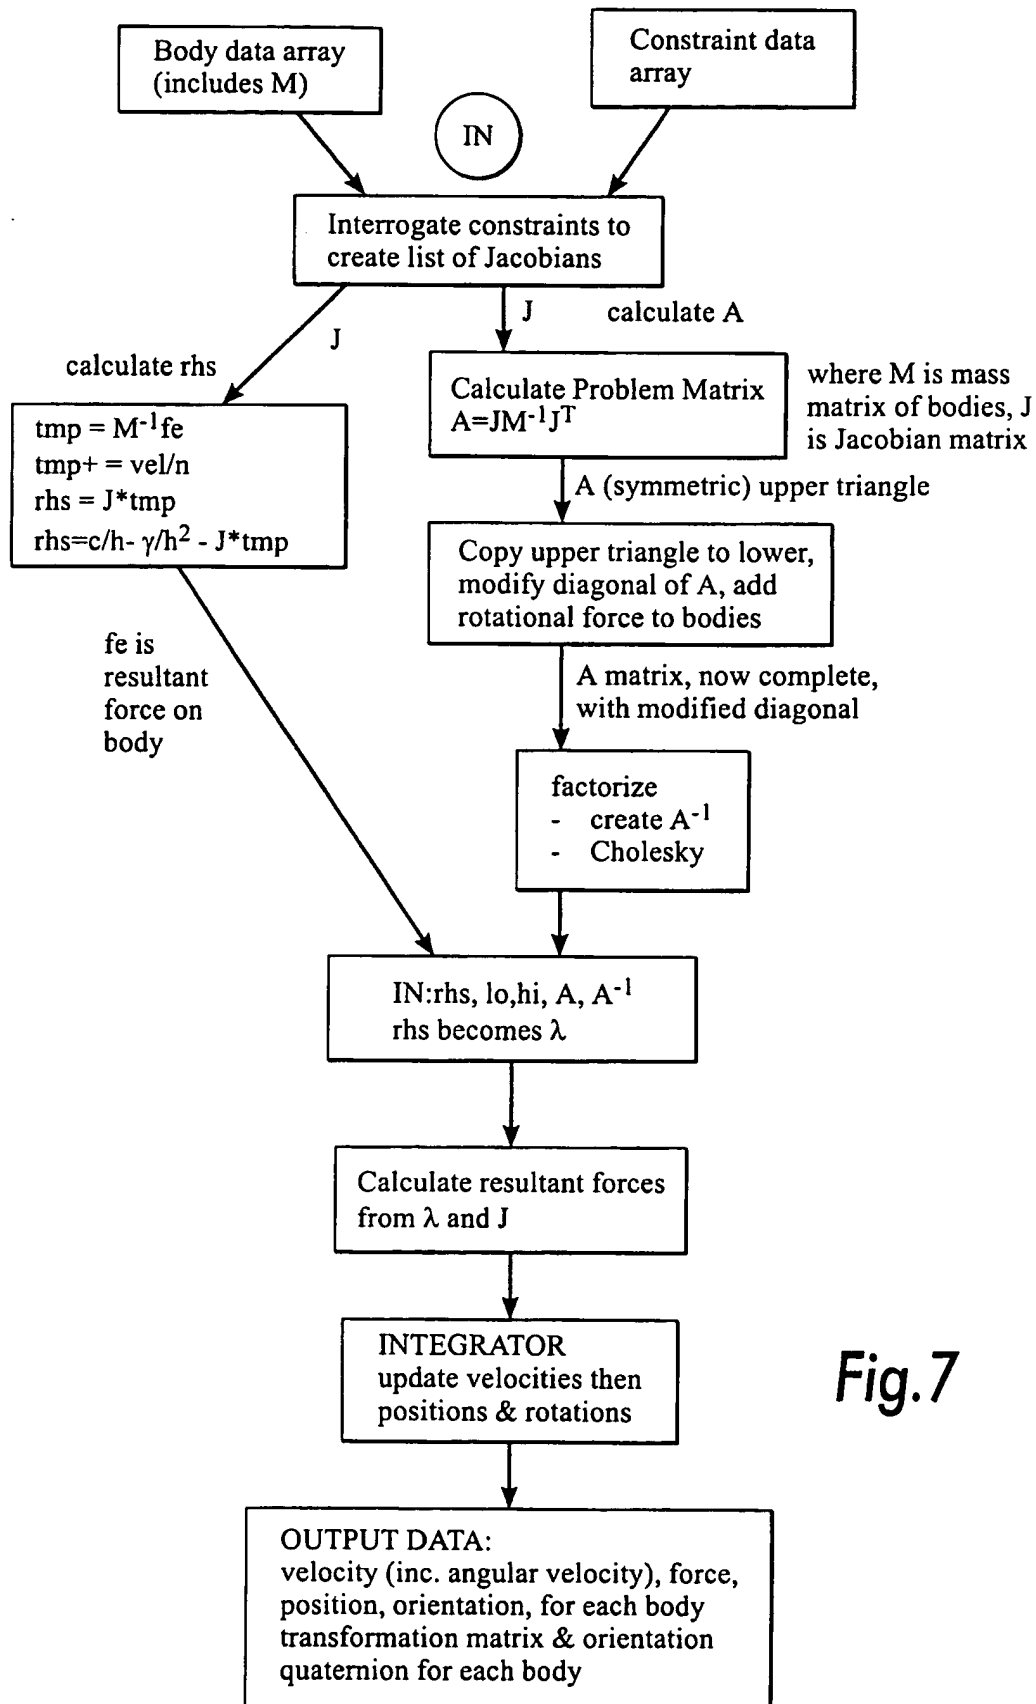 Body data array
(includes M)
Constraint data
array
IN
Interrogate constraints to
create list of Jacobians
J
J
calculate A
calculate rhs
tmp = M⁻¹fe
tmp+ = vel/n
rhs = J*tmp
rhs=c/h- γ/h² - J*tmp
Calculate Problem Matrix
A=JM⁻¹Jᵀ
where M is mass
matrix of bodies, J
is Jacobian matrix
A (symmetric) upper triangle
Copy upper triangle to lower,
modify diagonal of A, add
rotational force to bodies
fe is
resultant
force on
body
A matrix, now complete,
with modified diagonal
factorize
- create A⁻¹
- Cholesky
IN:rhs, lo,hi, A, A⁻¹
rhs becomes λ
Calculate resultant forces
from λ and J
INTEGRATOR
update velocities then
positions & rotations
Fig.7
OUTPUT DATA:
velocity (inc. angular velocity), force,
position, orientation, for each body
transformation matrix & orientation
quaternion for each body